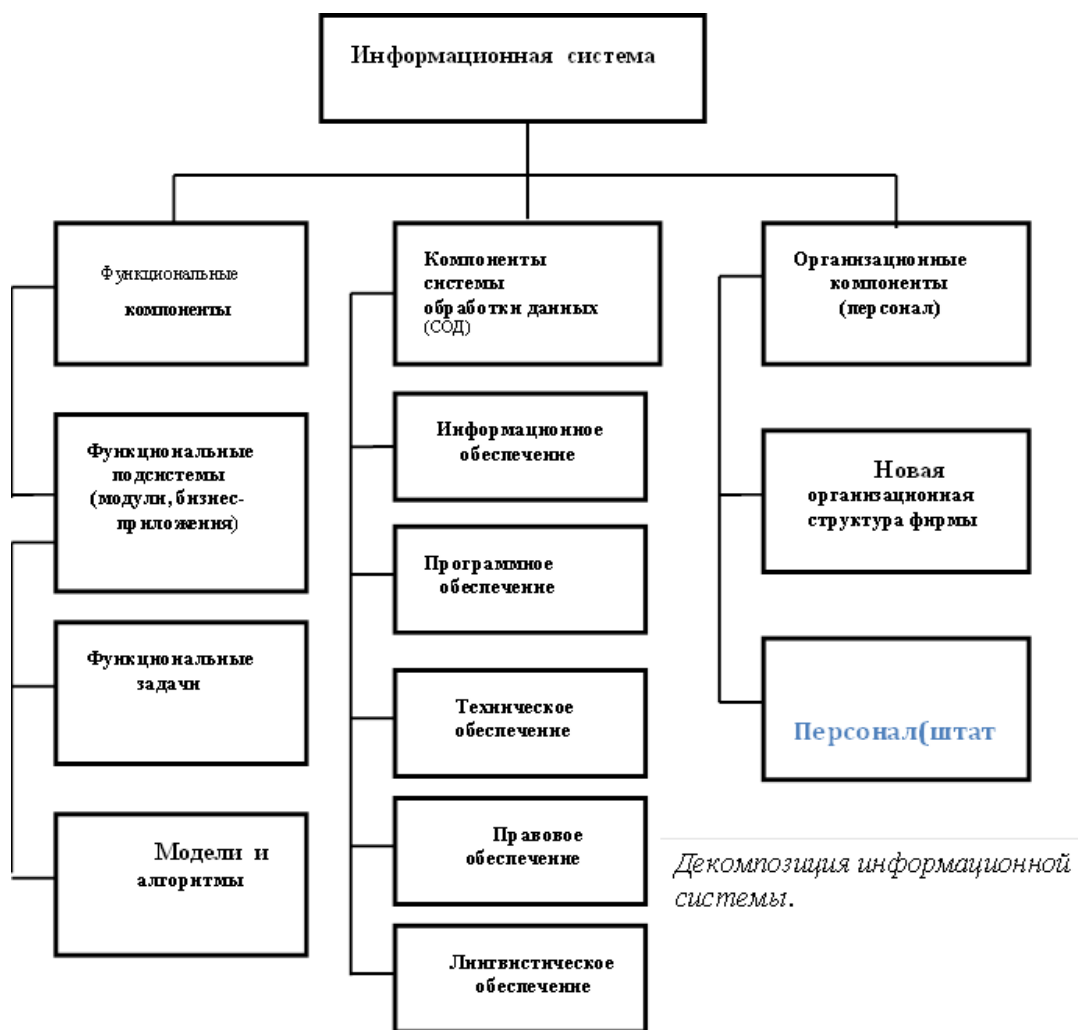 Информационная система
Функциональные
компоненты
Функциональные
подсистемы
(модули, бизнес-
приложения)
Функциональные
задачи
Модели и
алгоритмы
Компоненты
системы
обработки данных
(СОД)
Информационное
обеспечение
Программное
обеспечение
Техническое
обеспечение
Правовое
обеспечение
Лингвистическое
обеспечение
Организационные
компоненты
(персонал)
Новая
организационная
структура фирмы
Персонал(штат
Декомпозиция информационной
системы.